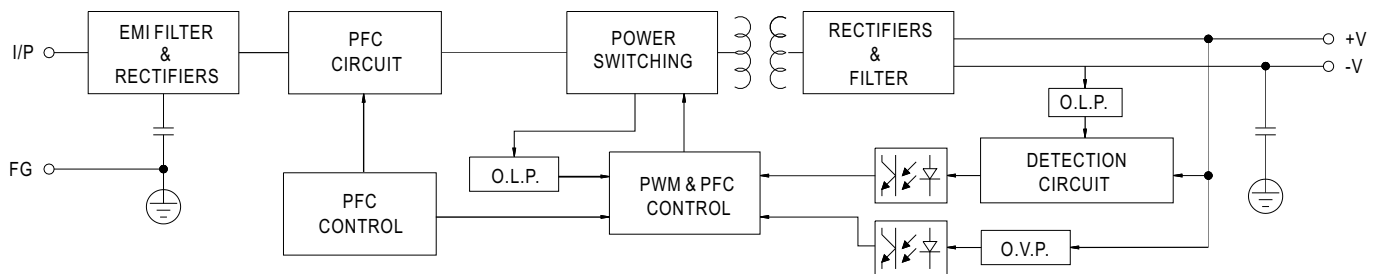 I/P
EMI FILTER
&
RECTIFIERS
PFC
CIRCUIT
POWER
SWITCHING
RECTIFIERS
&
FILTER
+V
-V
O.L.P.
FG
O.L.P.
PWM & PFC
CONTROL
DETECTION
CIRCUIT
PFC
CONTROL
O.V.P.